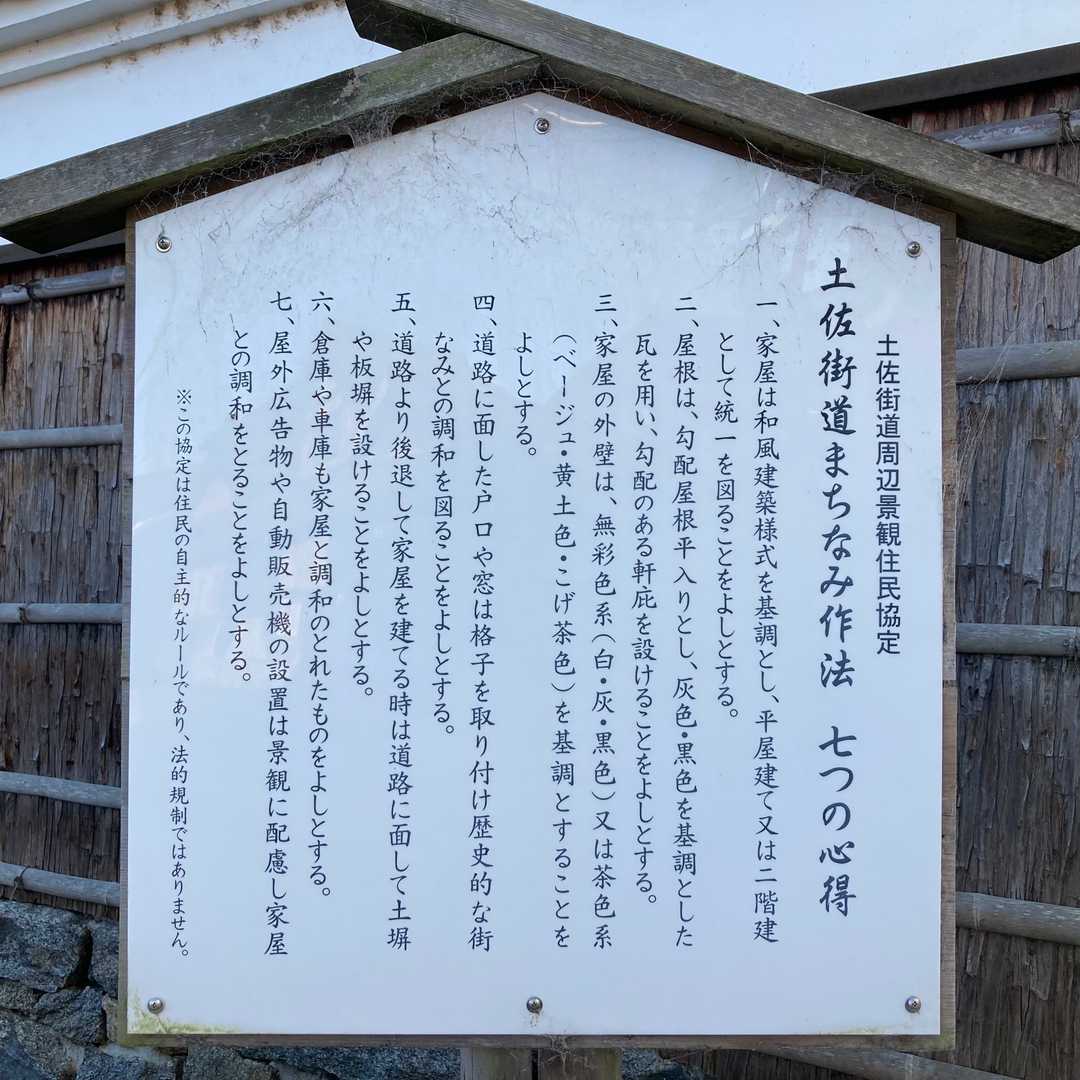 土佐街道周辺景観住民協定
土佐街道まちなみ作法　七つの心得
一、家屋は和風建築様式を基調とし、平屋建て又は二階建
として統一を図ることをよしとする。
二、屋根は、勾配屋根平入りとし、灰色・黒色を基調とした
瓦を用い、勾配のある軒庇を設けることをよしとする。
三、家屋の外壁は、無彩色系（白・灰・黒色）又は茶色系
（ベージュ・黄土色・こげ茶色）を基調とすることを
よしとする。
四、道路に面した戸口や窓は格子を取り付け歴史的な街
なみとの調和を図ることをよしとする。
五、道路より後退して家屋を建てる時は道路に面して土塀
や板塀を設けることをよしとする。
六、倉庫や車庫も家屋と調和のとれたものをよしとする。
七、屋外広告物や自動販売機の設置は景観に配慮し家屋
との調和をとることをよしとする。
※この協定は住民の自主的なルールであり、法的規制ではありません。